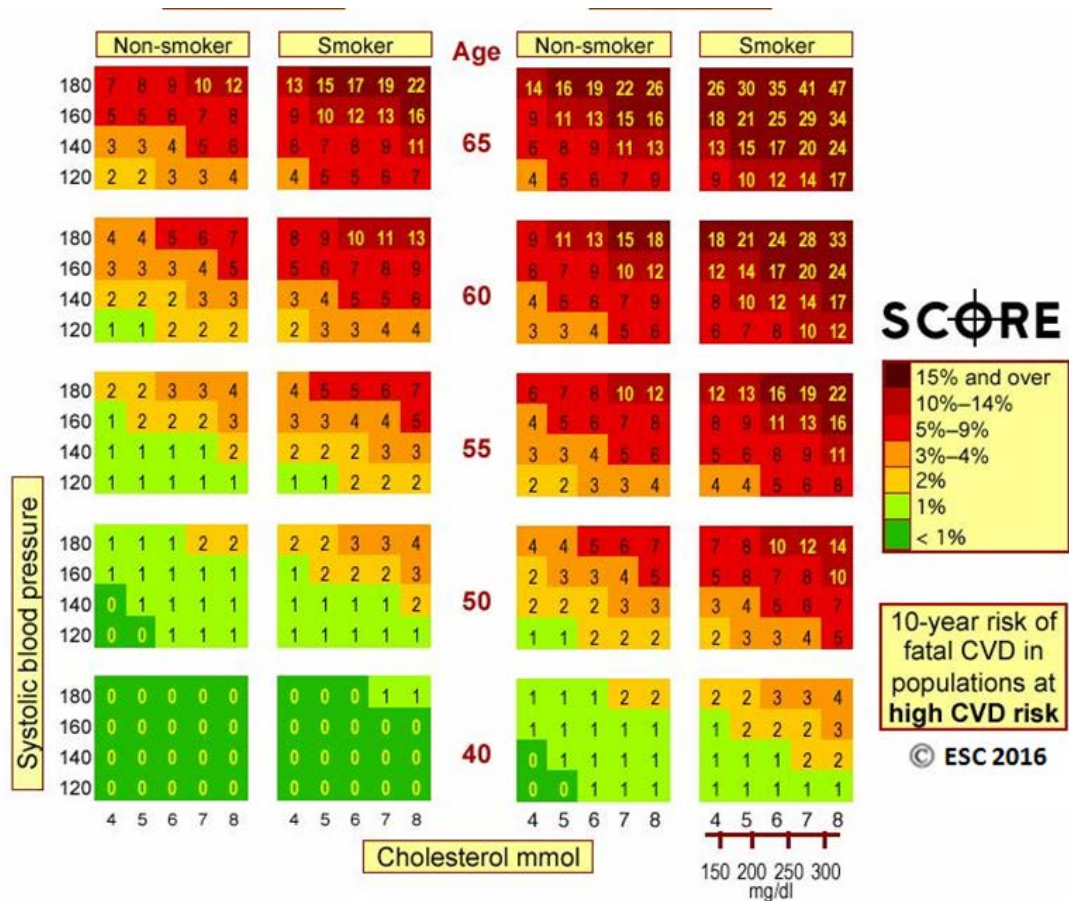 Non-smoker Smoker Age Non-smoker Smoker
180 7 8 9 10 12 13 15 17 19 22 14 16 19 22 26 26 30 35 41 47
160 5 5 6 7 8 9 10 12 13 16 9 11 13 15 16 18 21 25 29 34
140 3 3 4 5 6 6 7 8 9 11 65 6 8 9 11 13 13 15 17 20 24
120 2 2 3 3 4 4 5 5 6 7 4 5 6 7 9 9 10 12 14 17
180 4 4 5 6 7 8 9 10 11 13 9 11 13 15 18 18 21 24 28 33
160 3 3 3 4 5 5 6 7 8 9 6 7 9 10 12 12 14 17 20 24
140 2 2 2 3 3 3 4 5 5 6 60 4 5 6 7 9 8 10 12 14 17
120 1 1 2 2 2 2 3 3 4 4 3 3 4 5 6 6 7 8 10 12
180 2 2 3 3 4 4 5 5 6 7 6 7 8 10 12 12 13 16 19 22
160 1 2 2 2 3 3 3 4 4 5 4 5 6 7 8 8 9 11 13 16
140 1 1 1 1 2 2 2 2 3 3 55 3 3 4 5 6 5 6 8 9 11
120 1 1 1 1 1 1 1 2 2 2 2 2 3 3 4 4 4 5 6 8
180 1 1 1 2 2 2 2 3 3 4 4 4 5 6 7 7 8 10 12 14
160 1 1 1 1 1 1 2 2 2 3 2 3 3 4 5 5 6 7 8 10
140 0 1 1 1 1 1 1 1 1 2 50 2 2 2 3 3 3 4 5 6 7
120 0 0 1 1 1 1 1 1 1 1 1 1 2 2 2 2 3 3 4 5
180 0 0 0 0 0 0 0 0 1 1 1 1 1 2 2 2 2 3 3 4
160 0 0 0 0 0 0 0 0 0 0 1 1 1 1 1 1 2 2 2 3
140 0 0 0 0 0 0 0 0 0 0 40 0 1 1 1 1 1 1 1 2 2
120 0 0 0 0 0 0 0 0 0 0 0 0 1 1 1 1 1 1 1 1
4 5 6 7 8 4 5 6 7 8 4 5 6 7 8 4 5 6 7 8
Systolic blood pressure
Cholesterol mmol
150 200 250 300
mg/dl
SCORE
15% and over
10%–14%
5%–9%
3%–4%
2%
1%
< 1%
10-year risk of
fatal CVD in
populations at
high CVD risk
© ESC 2016